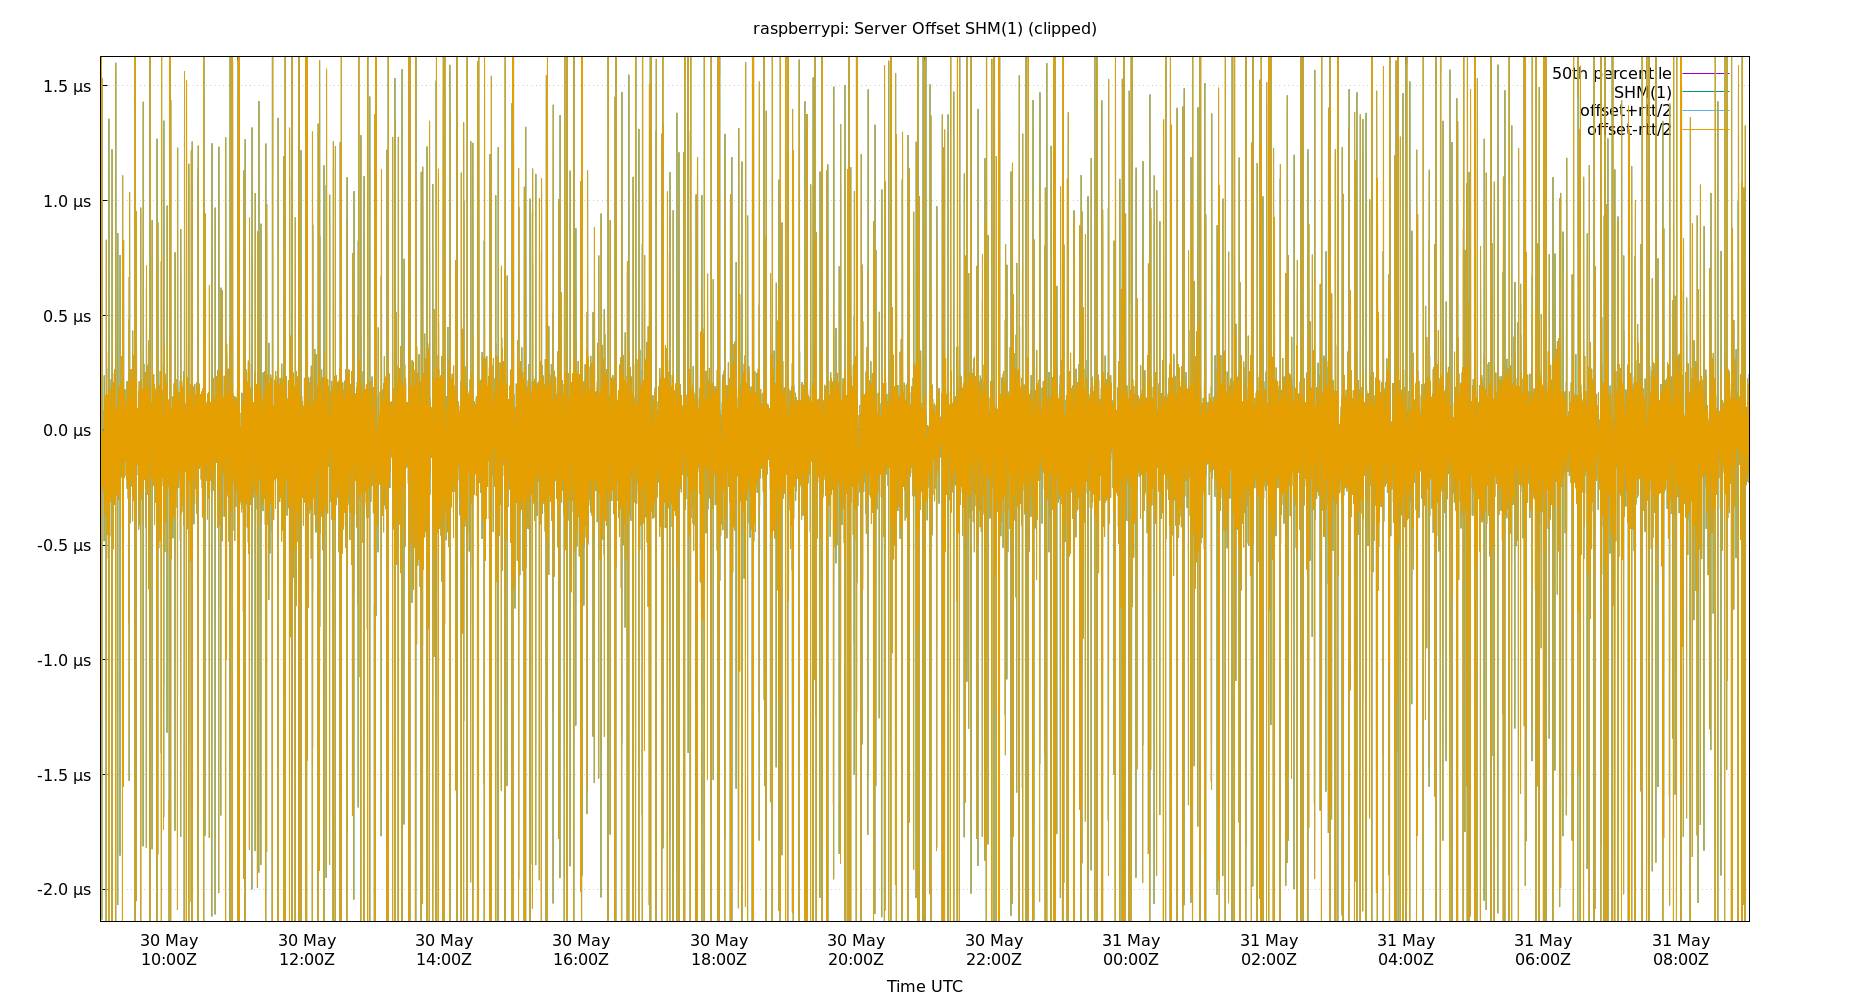 raspberrypi: Server Offset SHM(1) (clipped)
50th percentile
SHM(1)
offset+rtt/2
offset-rtt/2
1.5 µs
1.0 µs
0.5 µs
0.0 µs
-0.5 µs
-1.0 µs
-1.5 µs
-2.0 µs
30 May 30 May 30 May 30 May 30 May 30 May 30 May 31 May 31 May 31 May 31 May 31 May
10:00Z 12:00Z 14:00Z 16:00Z 18:00Z 20:00Z 22:00Z 00:00Z 02:00Z 04:00Z 06:00Z 08:00Z
Time UTC